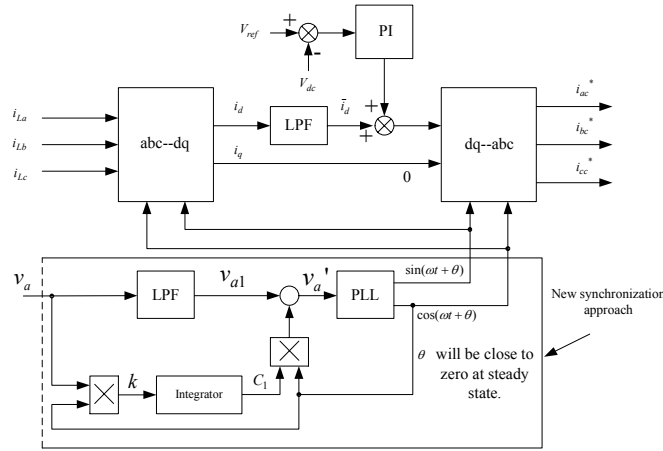 V_ref
+
-
V_dc
PI
i_La
i_Lb
i_Lc
abc--dq
i_d
LPF
i̅_d
+
+
i_q
0
dq--abc
i_ac*
i_bc*
i_cc*
v_a
LPF
v_a1
v_a'
PLL
sin(ωt + θ)
cos(ωt + θ)
k
Integrator
C_1
θ will be close to
zero at steady
state.
New synchronization
approach